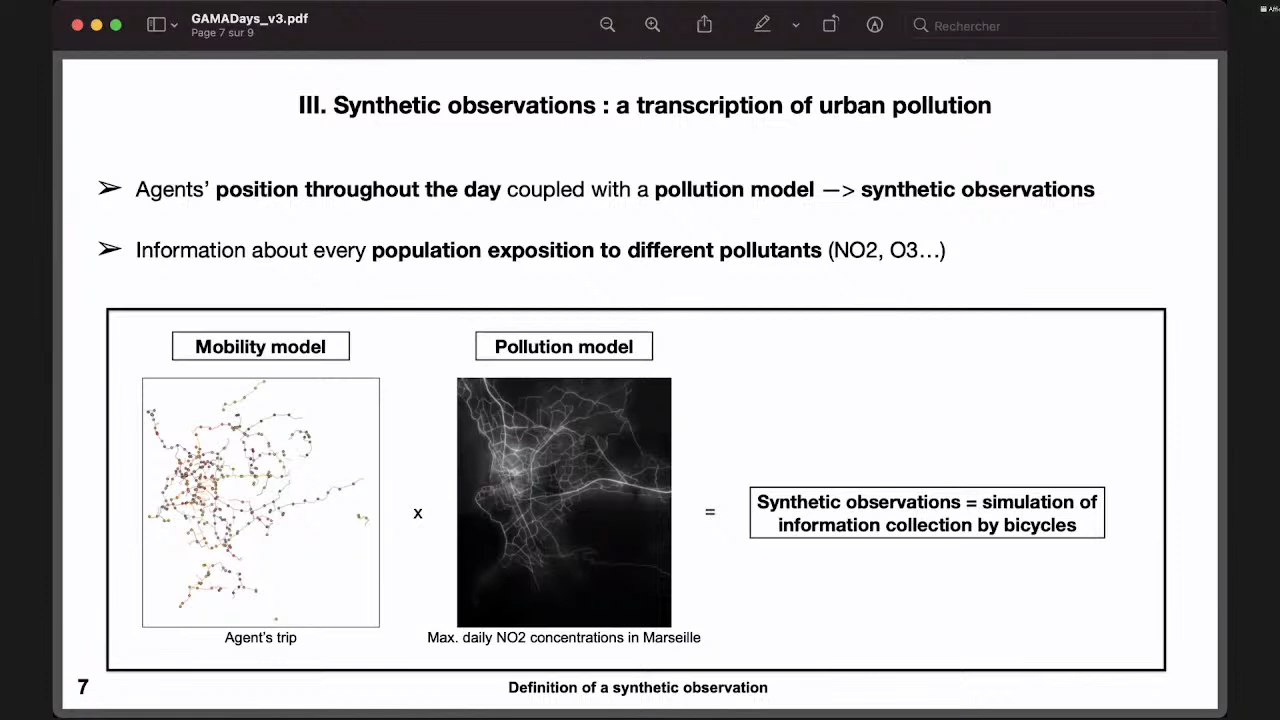 GAMADays_v3.pdf
Page 7 sur 9
Rechercher
III. Synthetic observations : a transcription of urban pollution
➢ Agents’ position throughout the day coupled with a pollution model —> synthetic observations
➢ Information about every population exposition to different pollutants (NO2, O3…)
Mobility model
Pollution model
x
=
Synthetic observations = simulation of
information collection by bicycles
Agent’s trip
Max. daily NO2 concentrations in Marseille
7
Definition of a synthetic observation